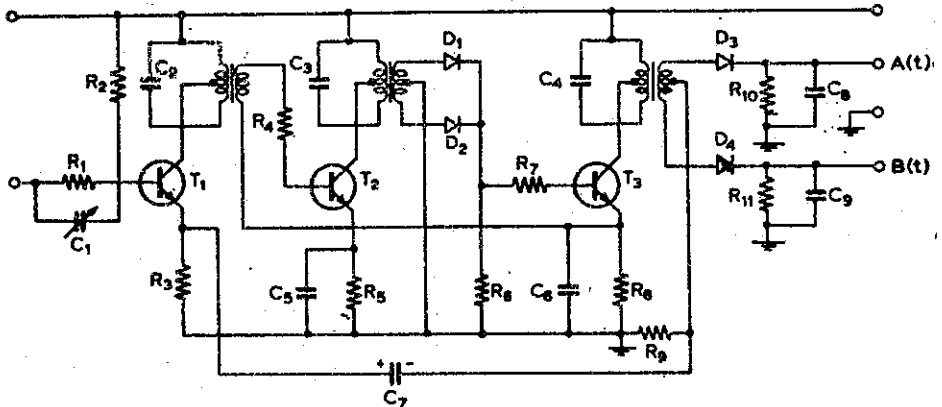 R2
C2
C3
D1
C4
D3
A(t)
R10
C8
R4
D2
D4
B(t)
R1
T1
T2
R7
T3
R11
C9
C1
R3
C5
R5
R6
C6
R8
R9
+ -
C7